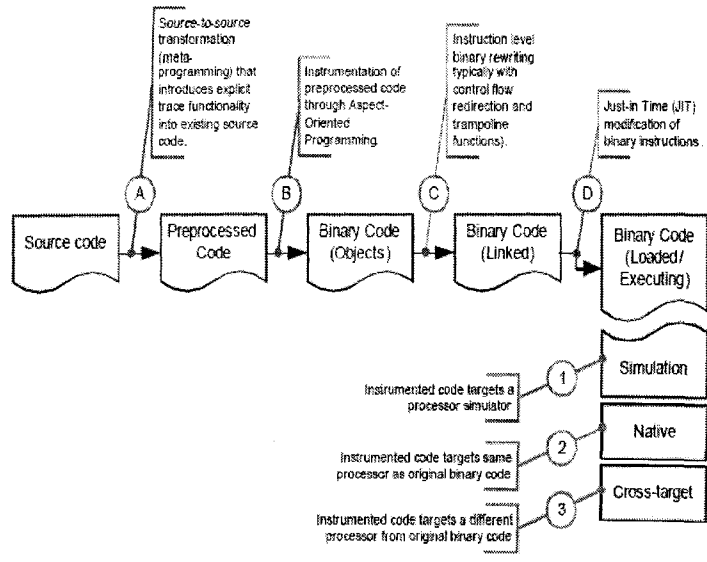 Source-to-source
transformation
(meta-
programming) that
introduces explicit
trace functionality
into existing source
code.
Instrumentation of
preprocessed code
through Aspect-
Oriented
Programming.
Instruction level
binary rewriting
typically with
control flow
redirection and
trampoline
functions).
Just-in Time (JIT)
modification of
binary instructions.
A
B
C
D
Source code
Preprocessed
Code
Binary Code
(Objects)
Binary Code
(Linked)
Binary Code
(Loaded/
Executing)
Instrumented code targets a
processor simulator
1
Simulation
Instrumented code targets same
processor as original binary code
2
Native
Instrumented code targets a different
processor from original binary code
3
Cross-target